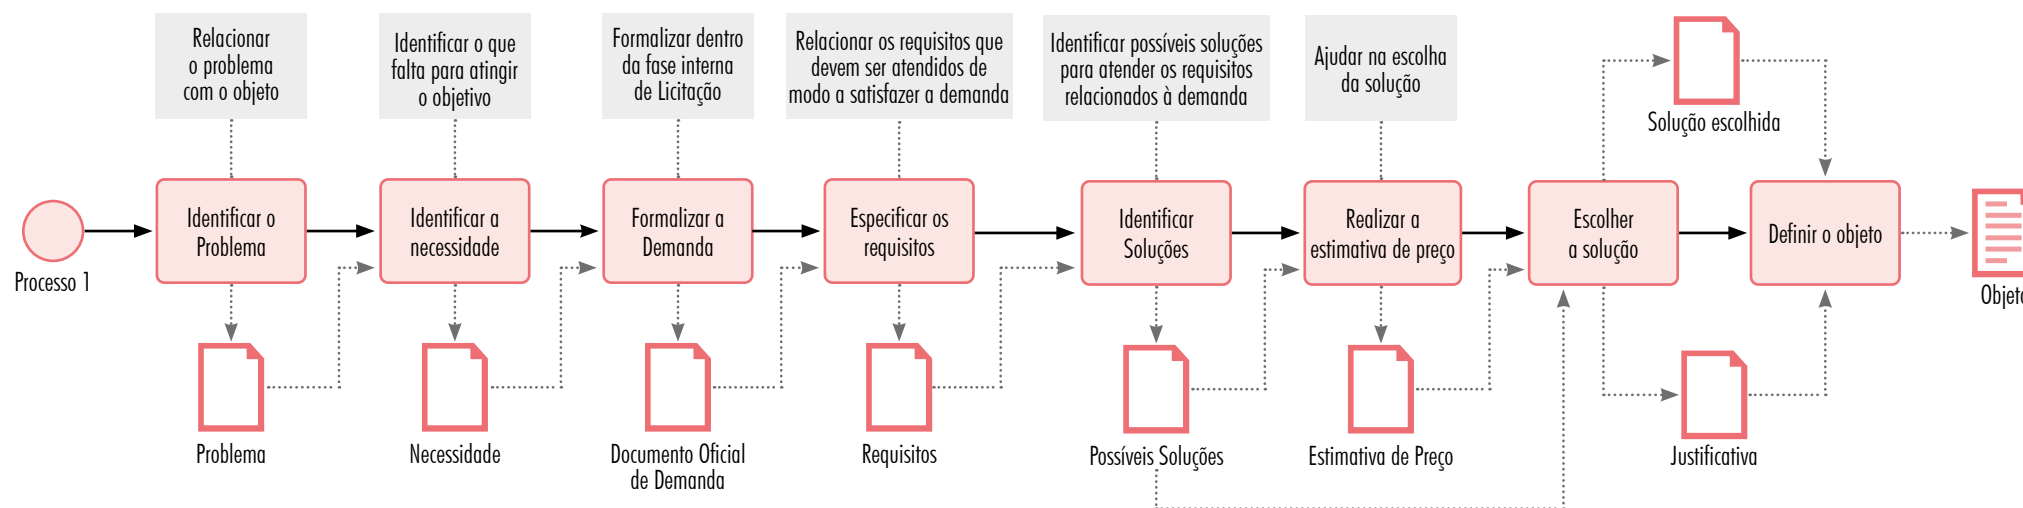 Relacionar
o problema
com o objeto
Identificar o que
falta para atingir
o objetivo
Formalizar dentro
da fase interna
de Licitação
Relacionar os requisitos que
devem ser atendidos de
modo a satisfazer a demanda
Identificar possíveis soluções
para atender os requisitos
relacionados à demanda
Ajudar na escolha
da solução
Solução escolhida
Processo 1
Identificar o
Problema
Identificar a
necessidade
Formalizar a
Demanda
Especificar os
requisitos
Identificar
Soluções
Realizar a
estimativa de preço
Escolher
a solução
Definir o objeto
Objeto
Problema
Necessidade
Documento Oficial
de Demanda
Requisitos
Possíveis Soluções
Estimativa de Preço
Justificativa